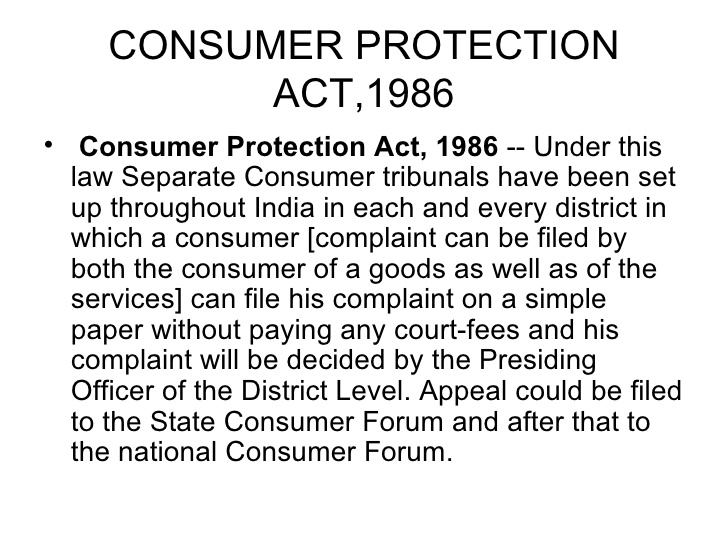 CONSUMER PROTECTION
ACT,1986
• Consumer Protection Act, 1986 -- Under this
law Separate Consumer tribunals have been set
up throughout India in each and every district in
which a consumer [complaint can be filed by
both the consumer of a goods as well as of the
services] can file his complaint on a simple
paper without paying any court-fees and his
complaint will be decided by the Presiding
Officer of the District Level. Appeal could be filed
to the State Consumer Forum and after that to
the national Consumer Forum.